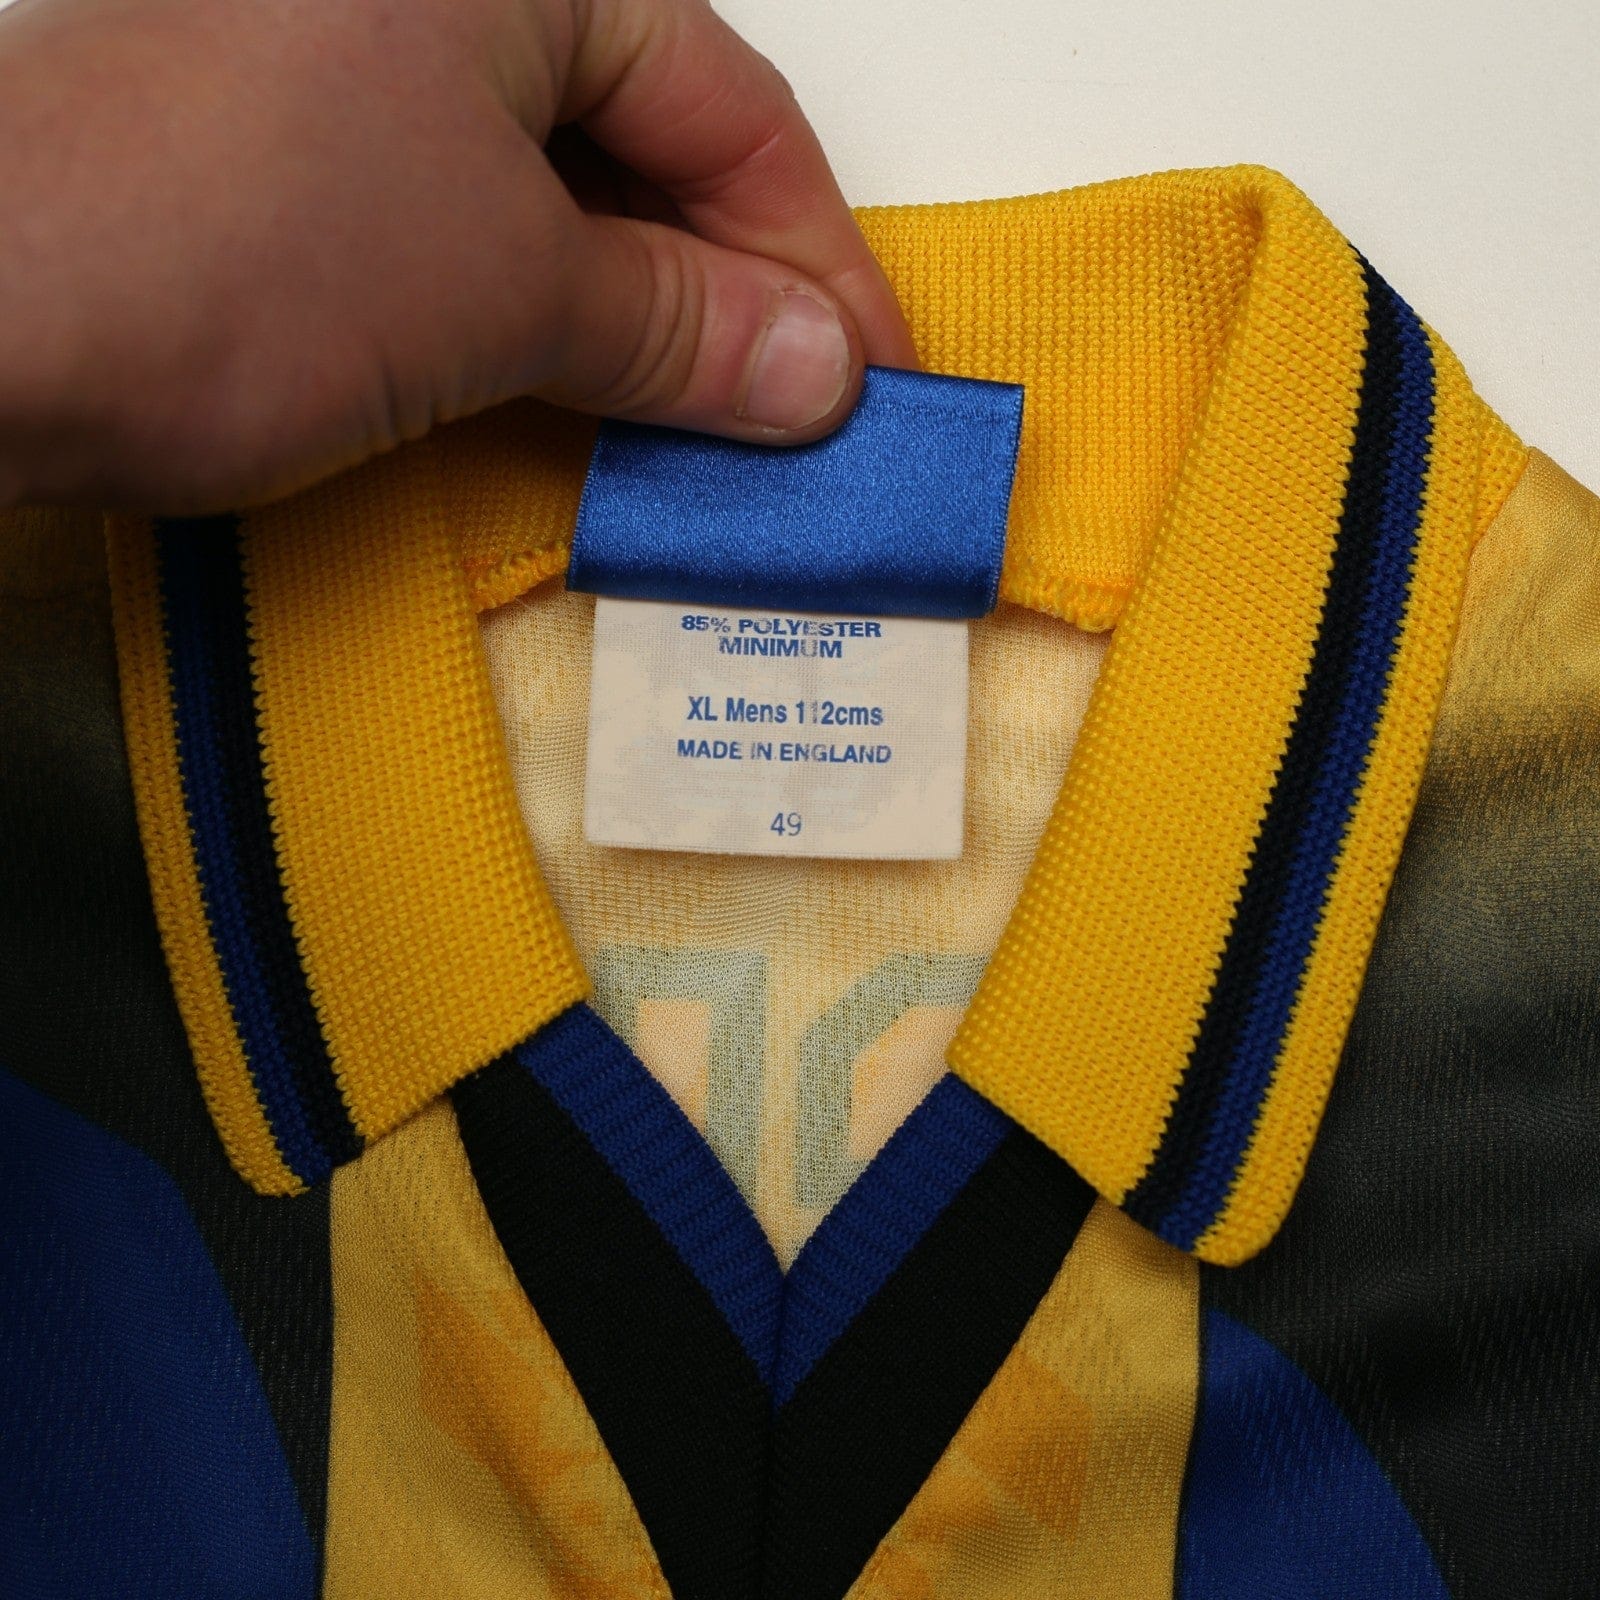 85% POLYESTER
MINIMUM
XL Mens 112cms
MADE IN ENGLAND
49